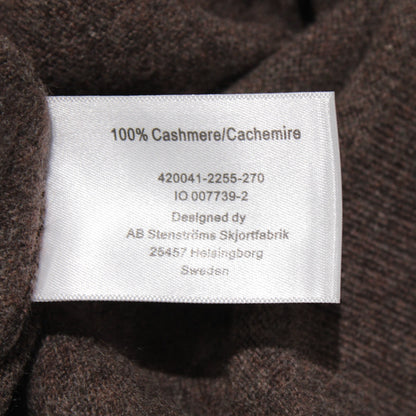 100% Cashmere/Cachemire
420041-2255-270
IO 007739-2
Designed dy
AB Stenströms Skjortfabrik
25457 Helsingborg
Sweden